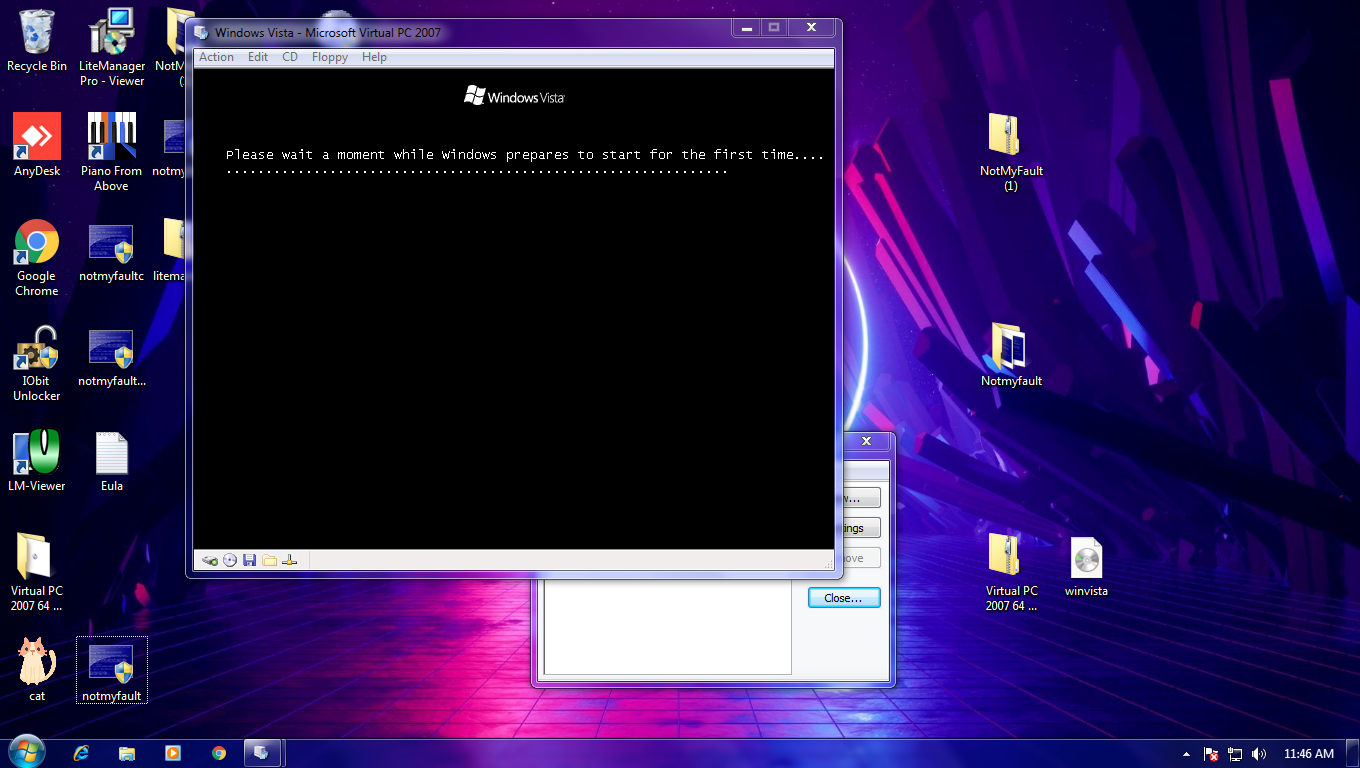 Recycle Bin
LiteManager
Pro - Viewer
NotM
AnyDesk
Piano From
Above
notmy
Google
Chrome
notmyfaultc
litema
IObit
Unlocker
notmyfault...
LM-Viewer
Eula
Virtual PC
2007 64 ...
cat
notmyfault
Windows Vista - Microsoft Virtual PC 2007
Action Edit CD Floppy Help
Windows Vista
Please wait a moment while Windows prepares to start for the first time....
...............................................................
w...
ings
ove
Close...
NotMyFault
(1)
Notmyfault
Virtual PC
2007 64 ...
winvista
11:46 AM